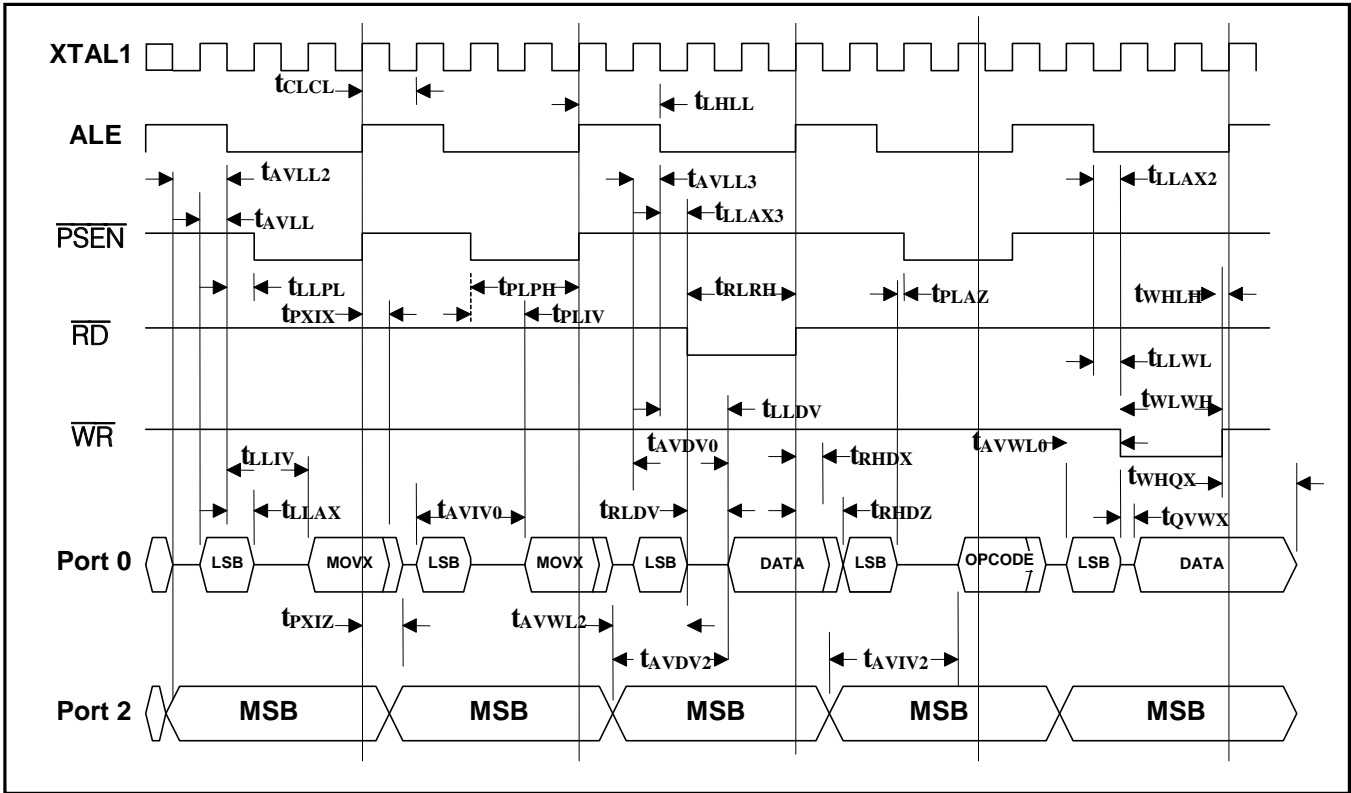 XTAL1
tCLCL
tLHLL
ALE
tAVLL2
tAVLL3
tLLAX2
tAVLL
tLLAX3
PSEN
tLLPL
tPLPH
tRLRH
tPLAZ
tWHLH
tPXIX
tPLIV
RD
tLLWL
tWLWH
tLLDV
WR
tAVDV0
tAVWL0
tLLIV
tRHDX
tWHQX
tLLAX
tAVIV0
tRLDV
tRHDZ
tQVWX
Port 0
LSB
MOVX
LSB
MOVX
LSB
DATA
LSB
OPCODE
LSB
DATA
tPXIZ
tAVWL2
tAVDV2
tAVIV2
Port 2
MSB
MSB
MSB
MSB
MSB